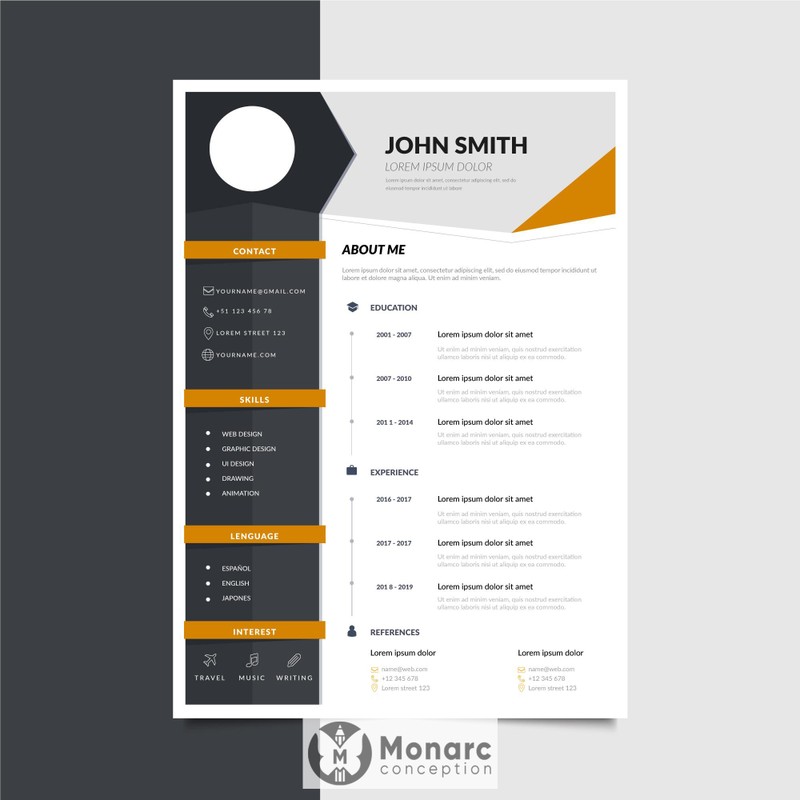 JOHN SMITH
LOREM IPSUM DOLOR
Lorem ipsum dolor sit amet, consectetur adipiscing elit, sed do
eiusmod tempor incididunt ut labore
CONTACT
YOURNAME@GMAIL.COM
+51 123 456 78
LOREM STREET 123
YOURNAME.COM
SKILLS
WEB DESIGN
GRAPHIC DESIGN
UI DESIGN
DRAWING
ANIMATION
LENGUAGE
ESPAÑOL
ENGLISH
JAPONES
INTEREST
TRAVEL MUSIC WRITING
ABOUT ME
Lorem ipsum dolor sit amet, consectetur adipiscing elit, sed do eiusmod tempor incididunt ut
labore et dolore magna aliqua.
EDUCATION
2001 - 2007 Lorem ipsum dolor sit amet
Ut enim ad minim veniam, quis nostrud exercitation
ullamco laboris nisi ut aliquip ex ea commodo.
2007 - 2010 Lorem ipsum dolor sit amet
Ut enim ad minim veniam, quis nostrud exercitation
ullamco laboris nisi ut aliquip ex ea commodo.
201 1 - 2014 Lorem ipsum dolor sit amet
Ut enim ad minim veniam, quis nostrud exercitation
ullamco laboris nisi ut aliquip ex ea commodo.
EXPERIENCE
2016 - 2017 Lorem ipsum dolor sit amet
Ut enim ad minim veniam, quis nostrud exercitation
ullamco laboris nisi ut aliquip ex ea commodo.
2017 - 2017 Lorem ipsum dolor sit amet
Ut enim ad minim veniam, quis nostrud exercitation
ullamco laboris nisi ut aliquip ex ea commodo.
201 8 - 2019 Lorem ipsum dolor sit amet
Ut enim ad minim veniam, quis nostrud exercitation
ullamco laboris nisi ut aliquip ex ea commodo.
REFERENCES
Lorem ipsum dolor
name@web.com
+12 345 678
Lorem street 123
Lorem ipsum dolor
name@web.com
+12 345 678
Lorem street 123
M
Monarc
conception